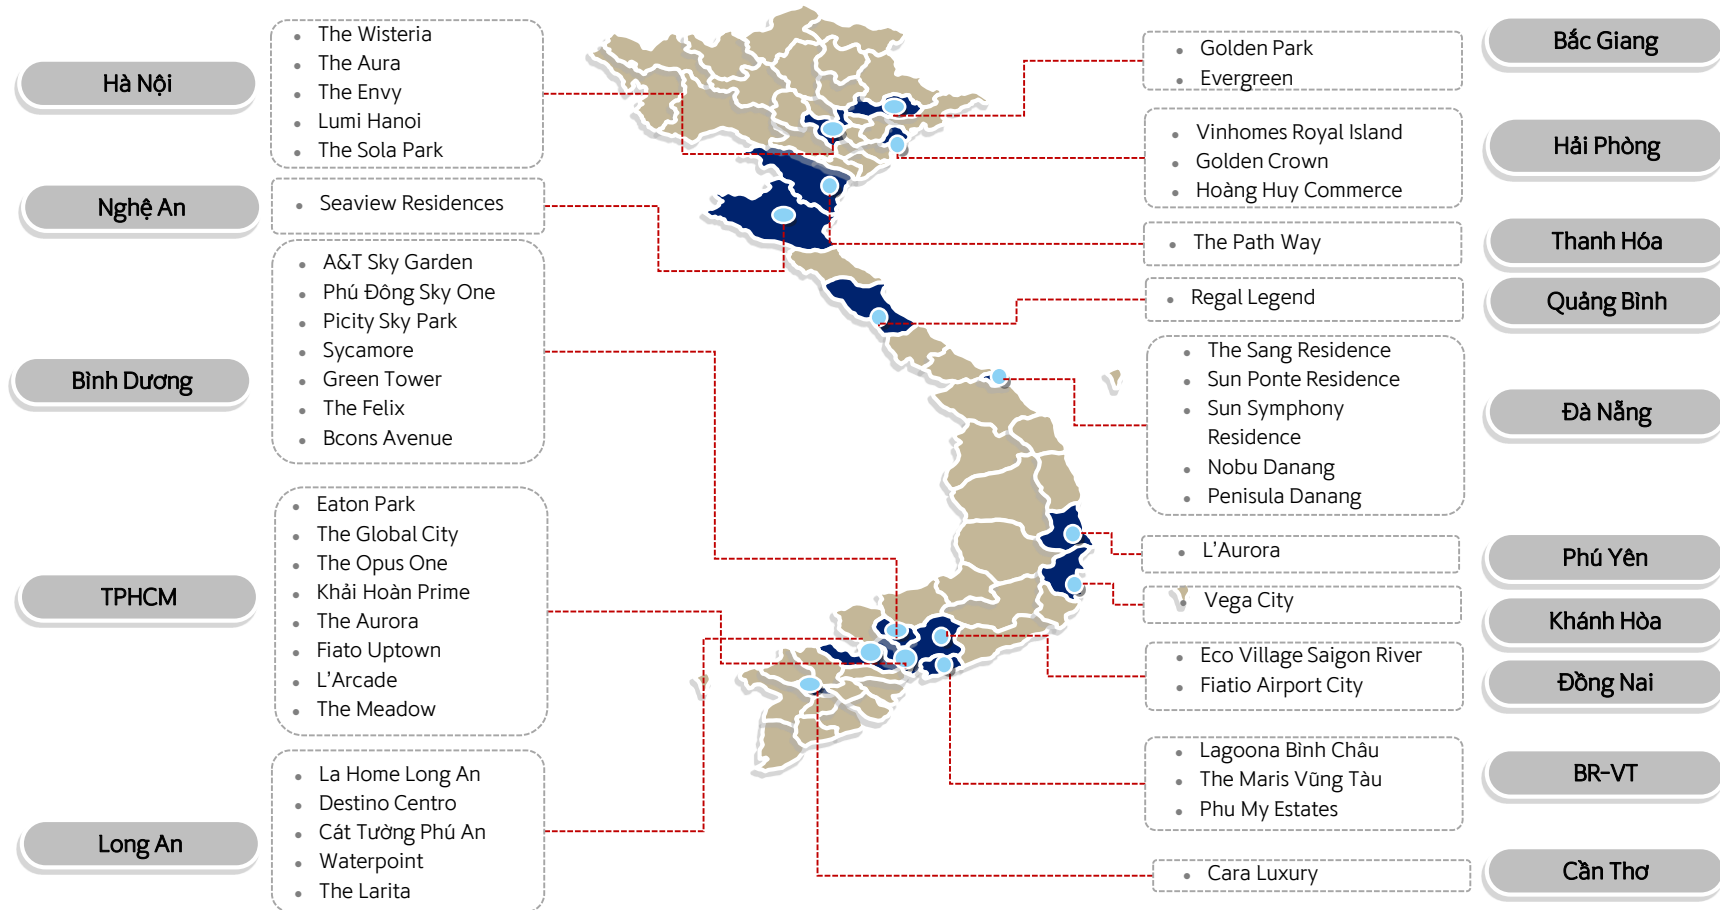 Hà Nội
The Wisteria
The Aura
The Envy
Lumi Hanoi
The Sola Park
Nghệ An
Seaview Residences
Bình Dương
A&T Sky Garden
Phú Đông Sky One
Picity Sky Park
Sycamore
Green Tower
The Felix
Bcons Avenue
TPHCM
Eaton Park
The Global City
The Opus One
Khải Hoàn Prime
The Aurora
Fiato Uptown
L'Arcade
The Meadow
Long An
La Home Long An
Destino Centro
Cát Tường Phú An
Waterpoint
The Larita
Golden Park
Evergreen
Bắc Giang
Vinhomes Royal Island
Golden Crown
Hoàng Huy Commerce
Hải Phòng
The Path Way
Thanh Hóa
Regal Legend
Quảng Bình
The Sang Residence
Sun Ponte Residence
Sun Symphony
Residence
Nobu Danang
Penisula Danang
Đà Nẵng
L'Aurora
Phú Yên
Vega City
Khánh Hòa
Eco Village Saigon River
Fiatio Airport City
Đồng Nai
Lagoona Bình Châu
The Maris Vũng Tàu
Phu My Estates
BR-VT
Cara Luxury
Cần Thơ